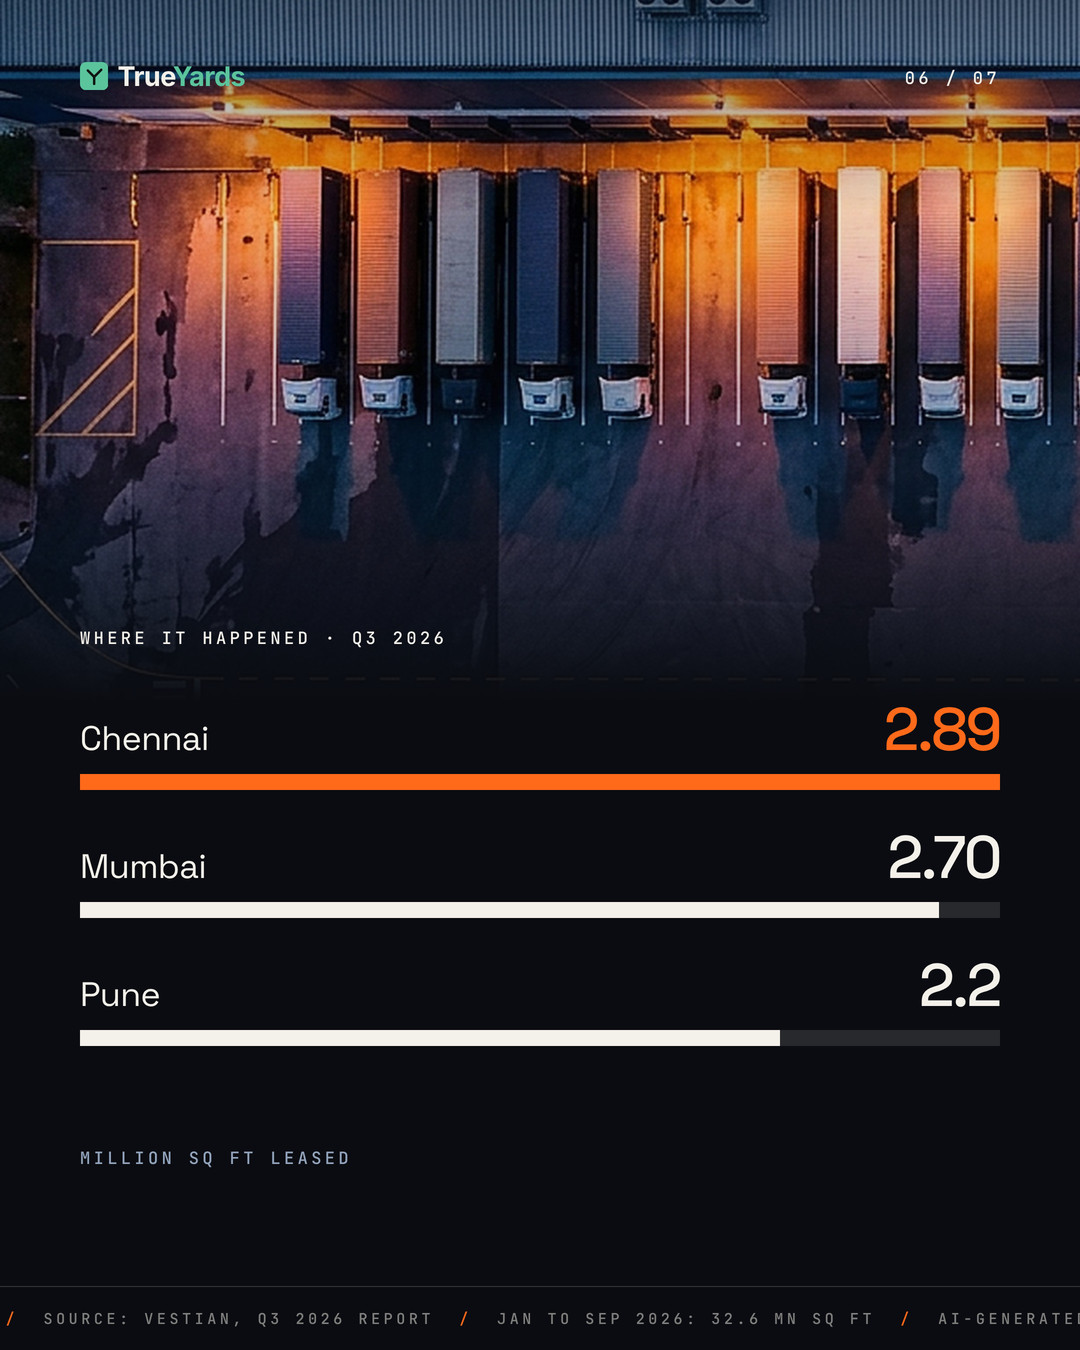 TrueYards
06 / 07
WHERE IT HAPPENED · Q3 2026
Chennai
2.89
Mumbai
2.70
Pune
2.2
MILLION SQ FT LEASED
/ SOURCE: VESTIAN, Q3 2026 REPORT / JAN TO SEP 2026: 32.6 MN SQ FT / AI-GENERATED